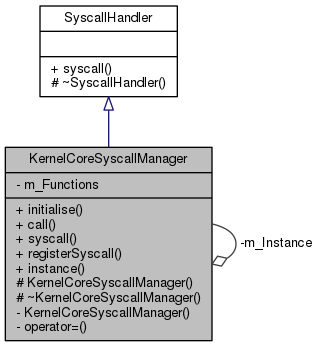 SyscallHandler
+ syscall()
# ~SyscallHandler()
KernelCoreSyscallManager
- m_Functions
+ initialise()
+ call()
+ syscall()
+ registerSyscall()
+ instance()
# KernelCoreSyscallManager()
# ~KernelCoreSyscallManager()
- KernelCoreSyscallManager()
- operator=()
-m_Instance